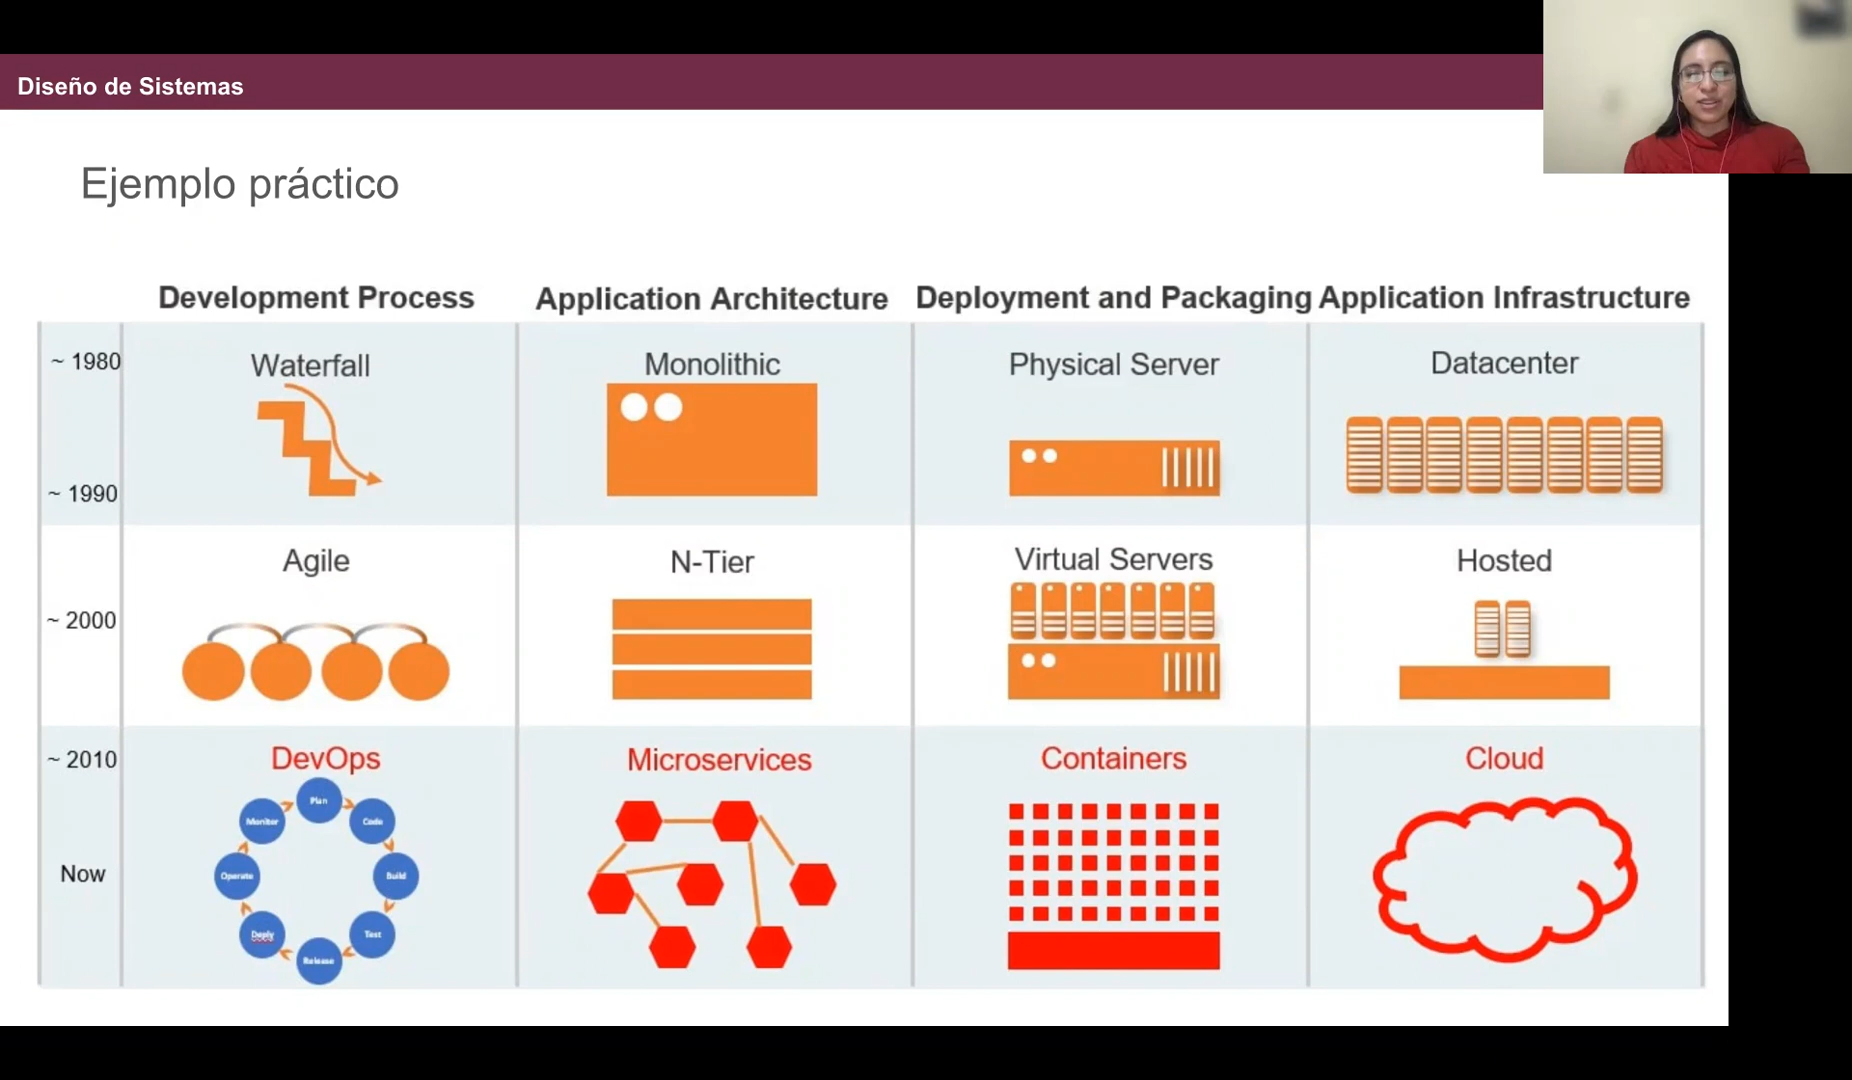 Diseño de Sistemas
Ejemplo práctico
Development Process
Application Architecture
Deployment and Packaging
Application Infrastructure
~ 1980
Waterfall
Monolithic
Physical Server
Datacenter
~ 1990
Agile
N-Tier
Virtual Servers
Hosted
~ 2000
~ 2010
DevOps
Microservices
Containers
Cloud
Plan
Code
Build
Test
Release
Deply
Operate
Monitor
Now